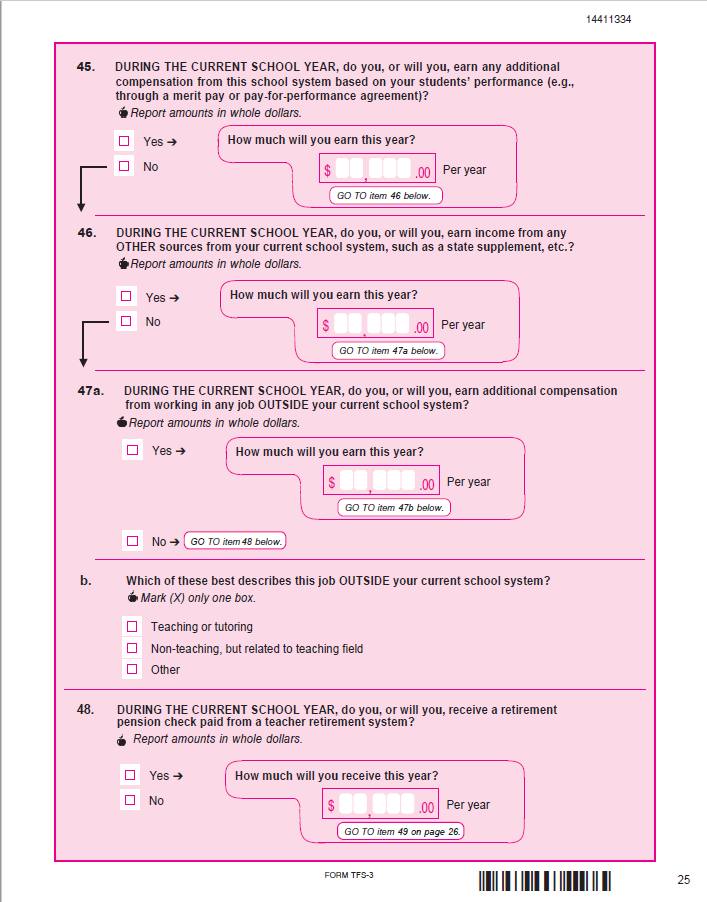 14411334
45. DURING THE CURRENT SCHOOL YEAR, do you, or will you, earn any additional
compensation from this school system based on your students' performance (e.g.,
through a merit pay or pay-for-performance agreement)?
Report amounts in whole dollars.
Yes ➔
No
How much will you earn this year?
$ , .00 Per year
GO TO item 46 below.
46. DURING THE CURRENT SCHOOL YEAR, do you, or will you, earn income from any
OTHER sources from your current school system, such as a state supplement, etc.?
Report amounts in whole dollars.
Yes ➔
No
How much will you earn this year?
$ , .00 Per year
GO TO item 47a below.
47a. DURING THE CURRENT SCHOOL YEAR, do you, or will you, earn additional compensation
from working in any job OUTSIDE your current school system?
Report amounts in whole dollars.
Yes ➔
How much will you earn this year?
$ , .00 Per year
GO TO item 47b below.
No ➔ GO TO item 48 below.
b. Which of these best describes this job OUTSIDE your current school system?
Mark (X) only one box.
Teaching or tutoring
Non-teaching, but related to teaching field
Other
48. DURING THE CURRENT SCHOOL YEAR, do you, or will you, receive a retirement
pension check paid from a teacher retirement system?
Report amounts in whole dollars.
Yes ➔
No
How much will you receive this year?
$ , .00 Per year
GO TO item 49 on page 26.
FORM TFS-3
25